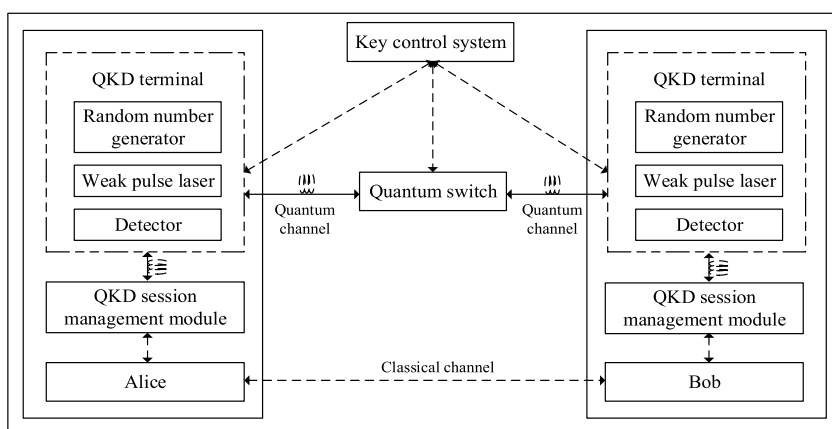 Key control system
QKD terminal
Random number
generator
Weak pulse laser
Detector
QKD session
management module
Alice
Quantum
channel
Quantum switch
Quantum
channel
Classical channel
QKD terminal
Random number
generator
Weak pulse laser
Detector
QKD session
management module
Bob